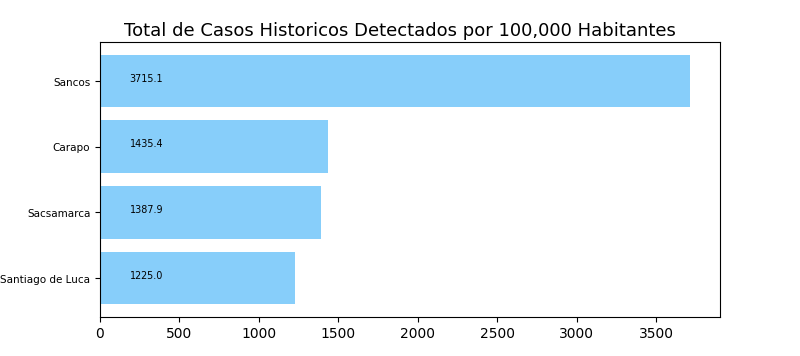 Total de Casos Historicos Detectados por 100,000 Habitantes
Sancos 3715.1
Carapo 1435.4
Sacsamarca 1387.9
Santiago de Luca 1225.0
0 500 1000 1500 2000 2500 3000 3500